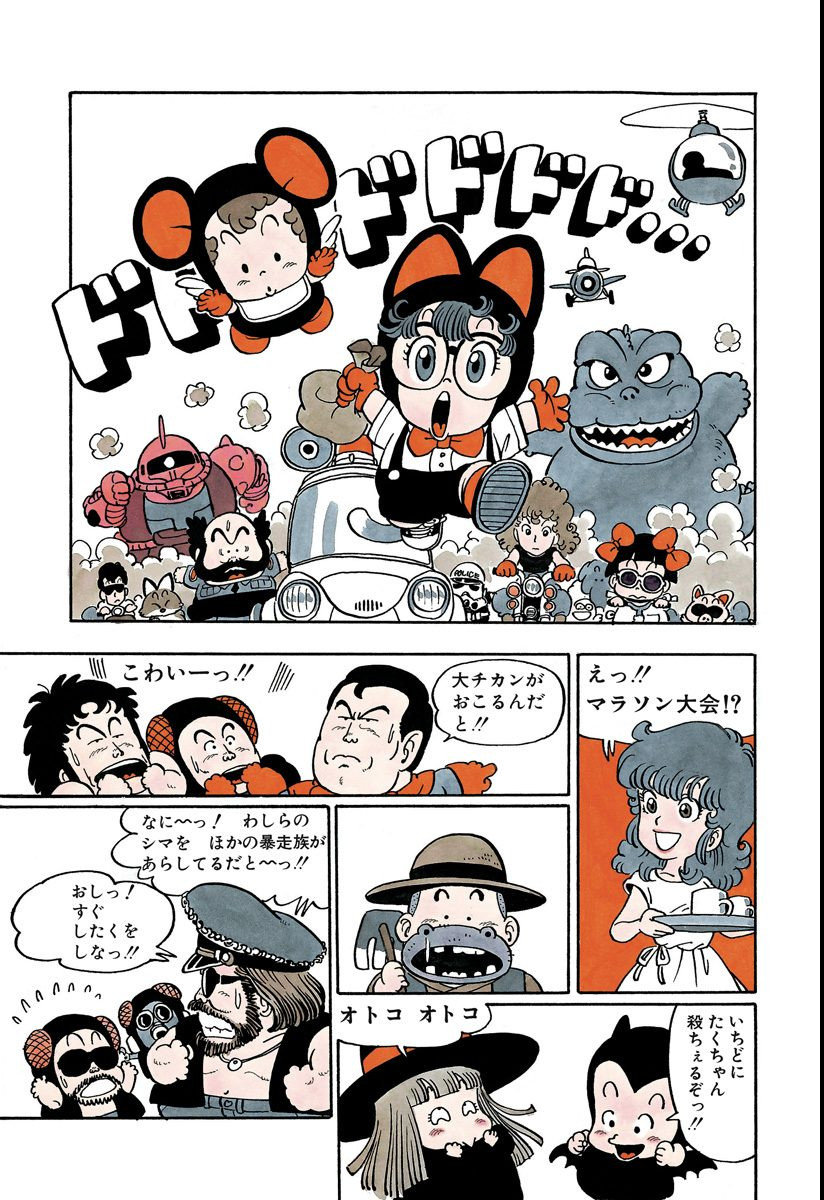 ドドドドドド…
POLICE
えっ!!
マラソン大会!?
大チカンが
おこるんだ
と!!
こわいーっ!!
なに〜っ! わしらの
シマを ほかの暴走族が
あらしてるだと〜っ!!
おしっ!
すぐ
したくを
しなっ!!
いちどに
たくちゃん
殺ちぇるぞっ!!
オトコ オトコ